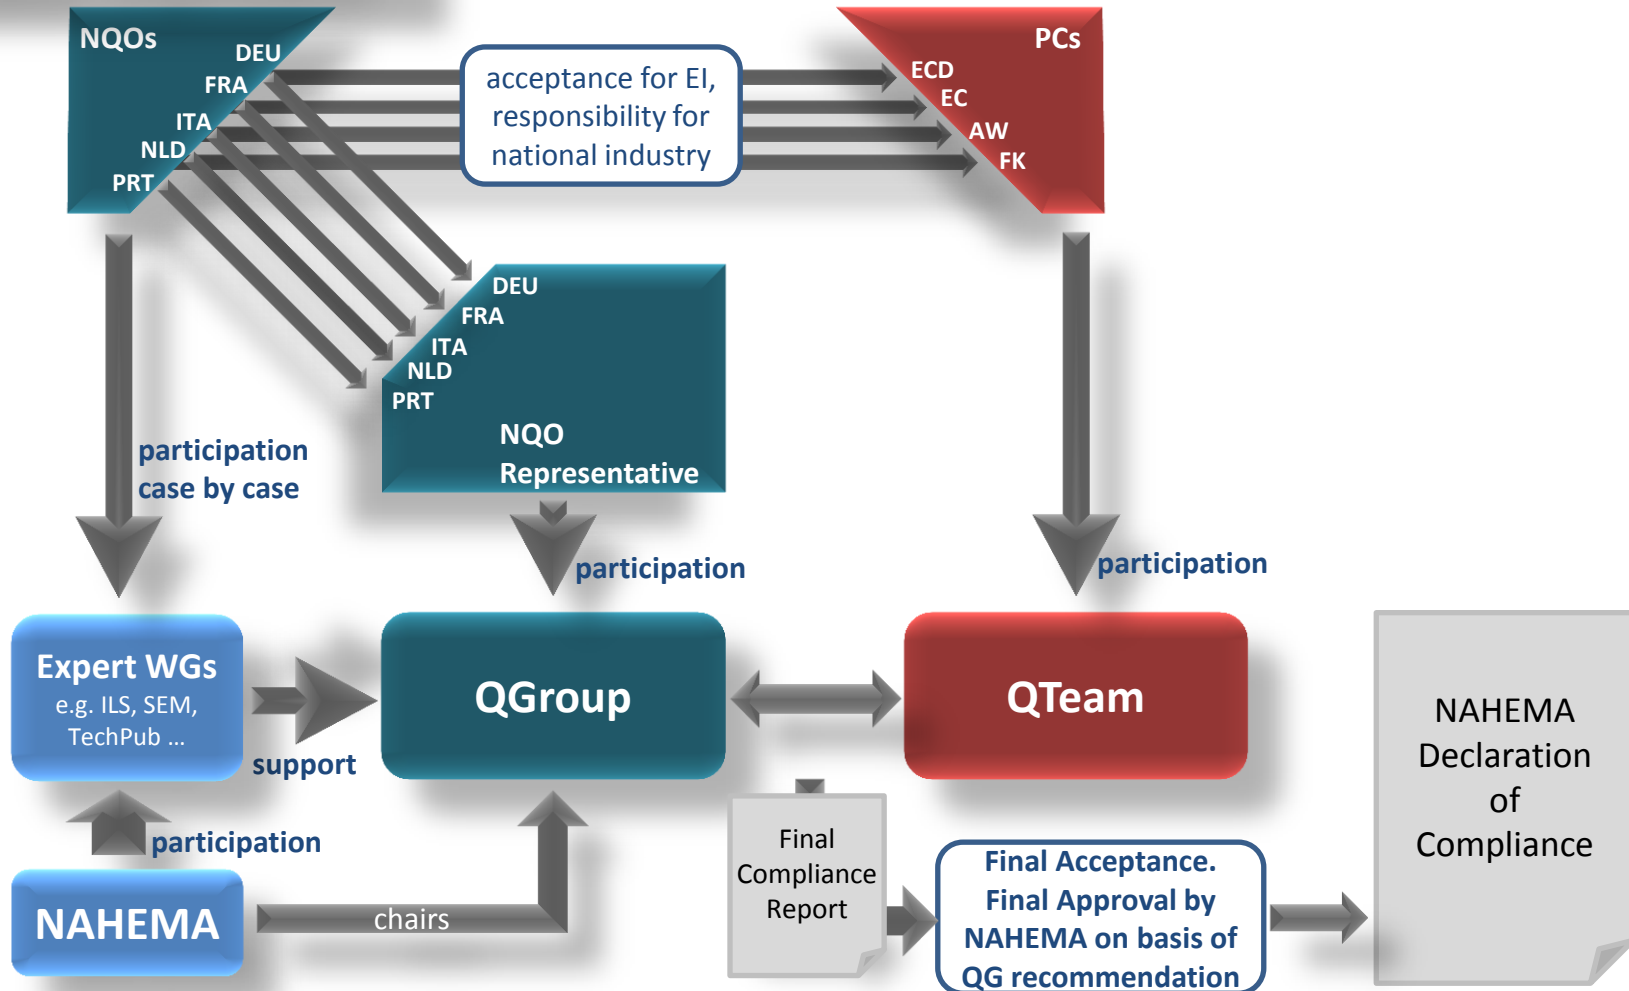 NQOs
DEU
FRA
ITA
NLD
PRT
acceptance for EI,
responsibility for
national industry
PCs
ECD
EC
AW
FK
DEU
FRA
ITA
NLD
PRT
NQO
Representative
participation
case by case
participation
participation
Expert WGs
e.g. ILS, SEM,
TechPub ...
support
QGroup
QTeam
NAHEMA
Declaration
of
Compliance
participation
NAHEMA
chairs
Final
Compliance
Report
Final Acceptance.
Final Approval by
NAHEMA on basis of
QG recommendation